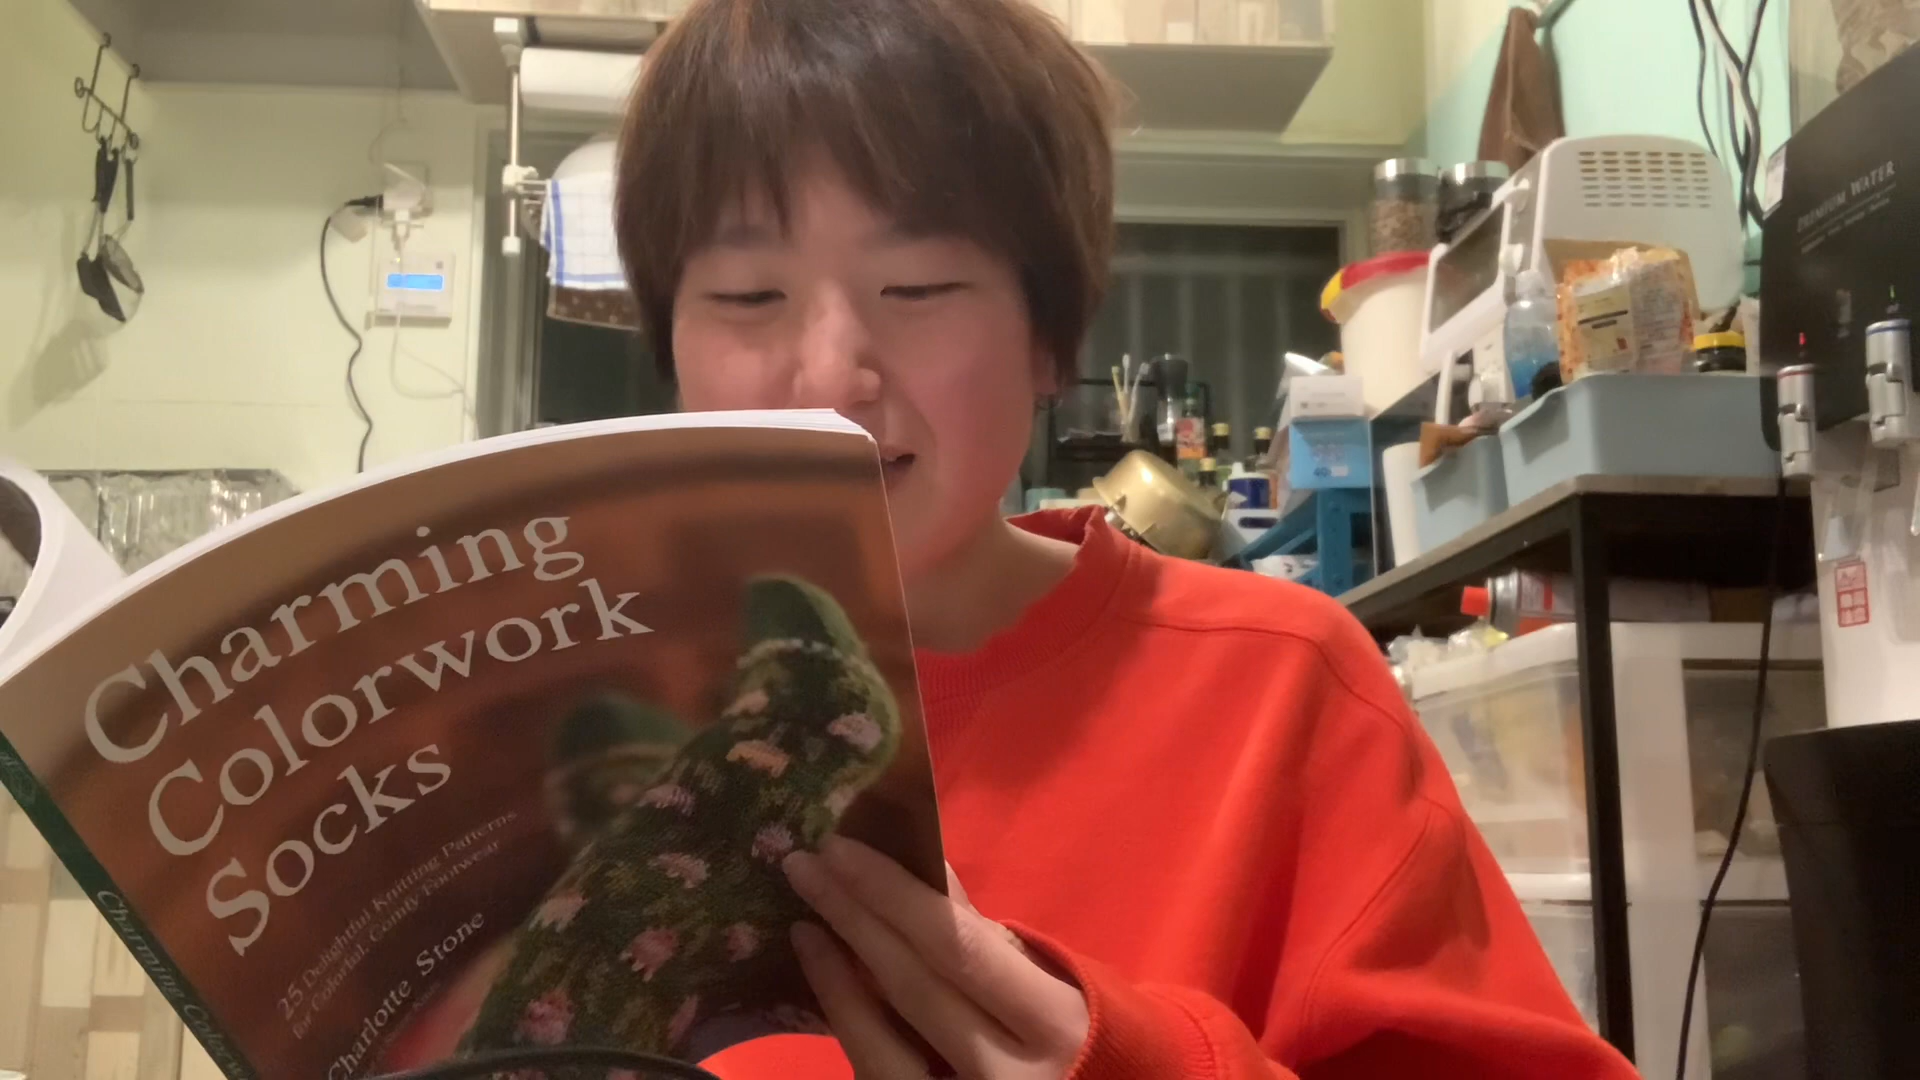 Charming
Colorwork
Socks
25 Delightful Knitting Patterns
for Colorful, Comfy Footwear
Charlotte Stone
Charming Colorw
PREMIUM WATER